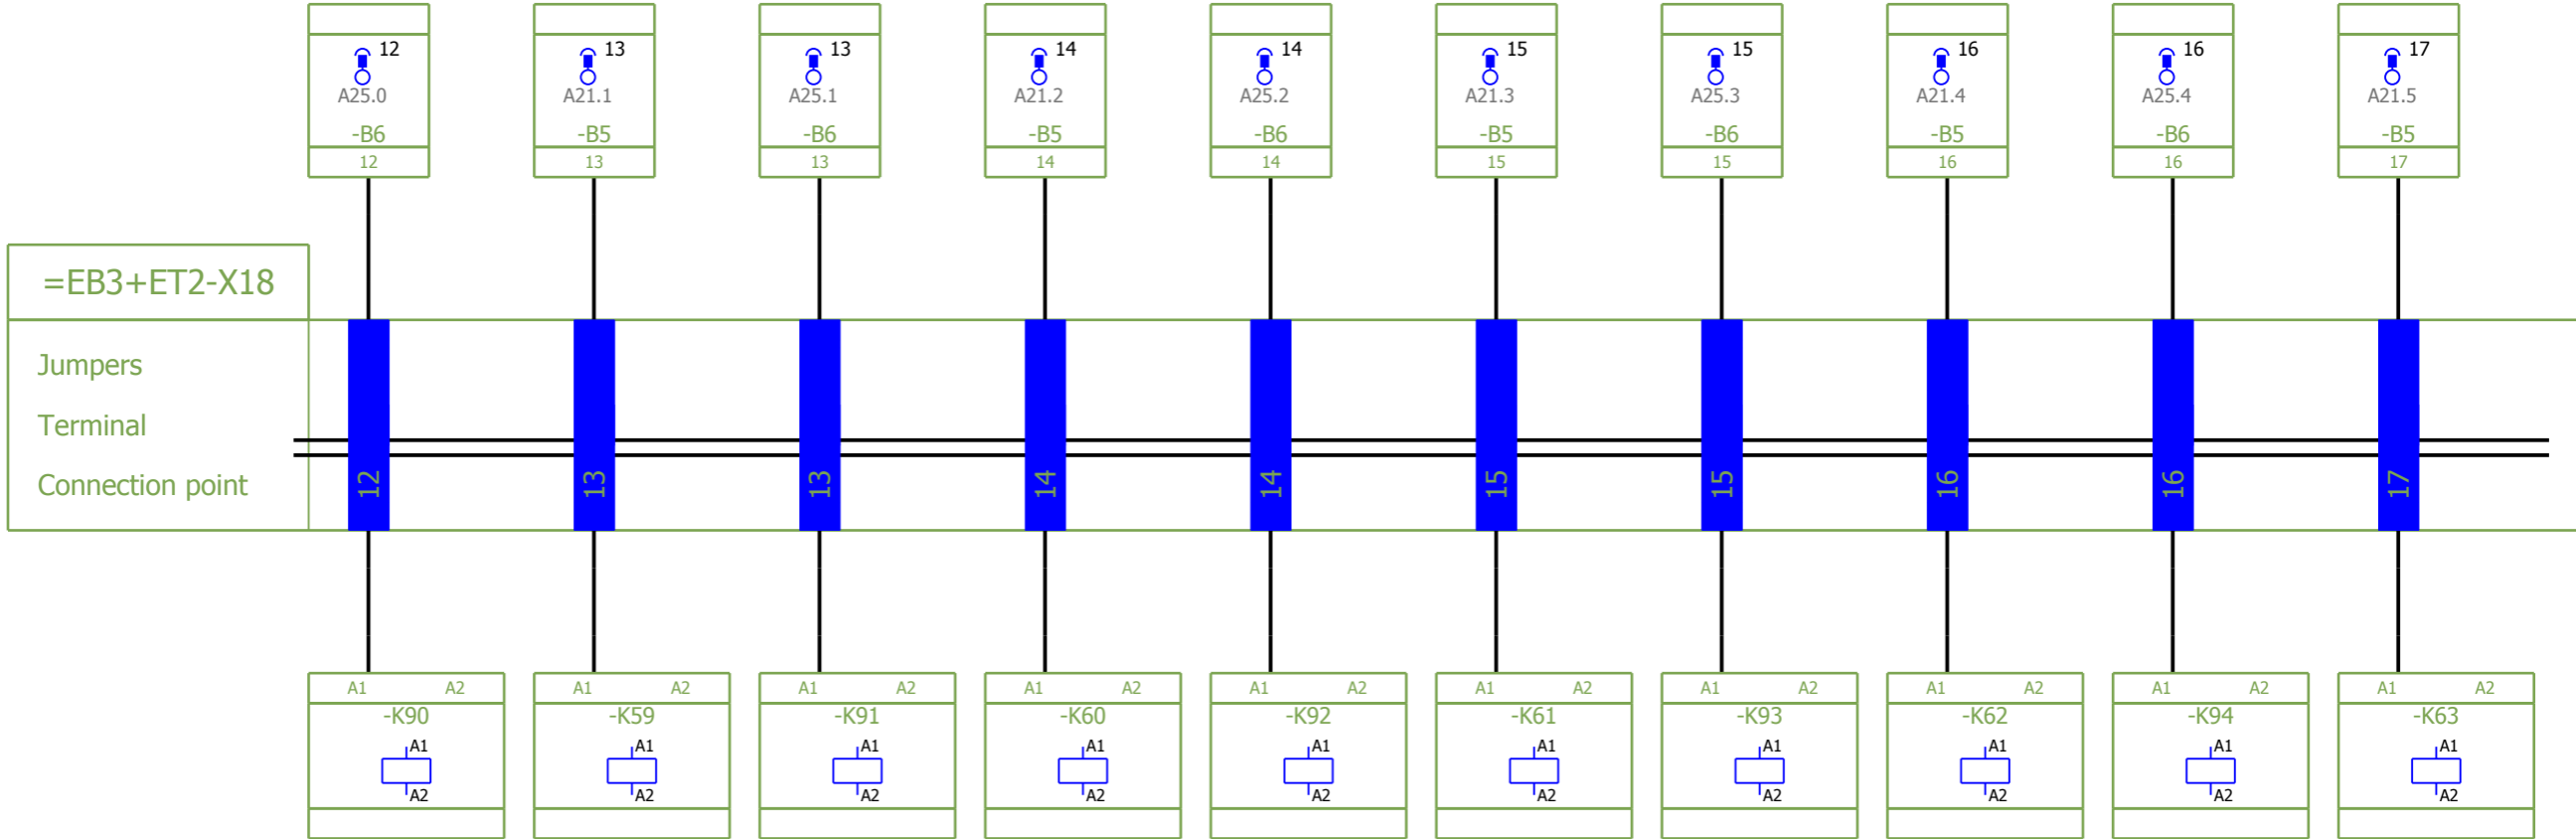 12 13 13 14 14 15 15 16 16 17
A25.0 A21.1 A25.1 A21.2 A25.2 A21.3 A25.3 A21.4 A25.4 A21.5
-B6 -B5 -B6 -B5 -B6 -B5 -B6 -B5 -B6 -B5
12 13 13 14 14 15 15 16 16 17
=EB3+ET2-X18
Jumpers
Terminal
Connection point
12 13 13 14 14 15 15 16 16 17
A1 A2 A1 A2 A1 A2 A1 A2 A1 A2 A1 A2 A1 A2 A1 A2 A1 A2 A1 A2
-K90 -K59 -K91 -K60 -K92 -K61 -K93 -K62 -K94 -K63
A1 A1 A1 A1 A1 A1 A1 A1 A1 A1
A2 A2 A2 A2 A2 A2 A2 A2 A2 A2